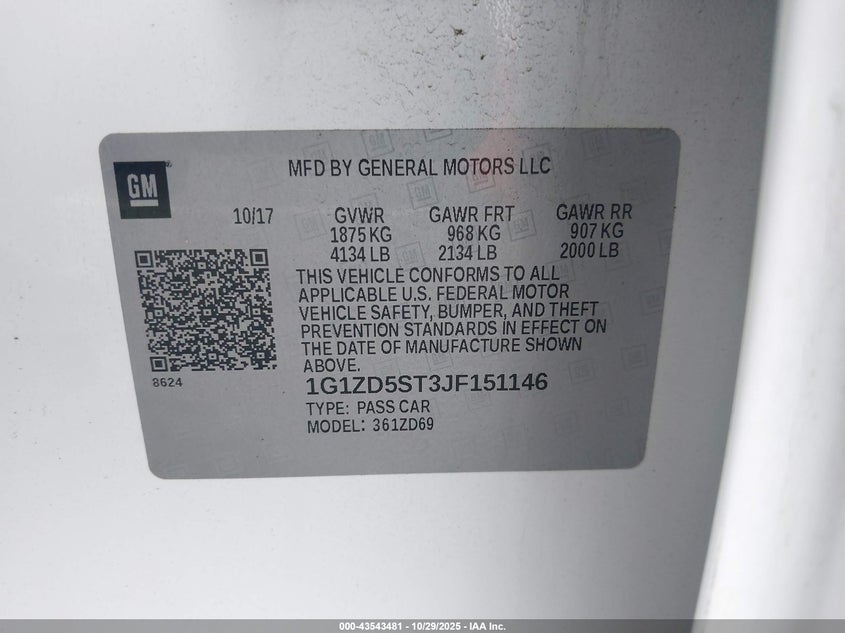 GM
MFD BY GENERAL MOTORS LLC
10/17 GVWR GAWR FRT GAWR RR
1875 KG 968 KG 907 KG
4134 LB 2134 LB 2000 LB
THIS VEHICLE CONFORMS TO ALL
APPLICABLE U.S. FEDERAL MOTOR
VEHICLE SAFETY, BUMPER, AND THEFT
PREVENTION STANDARDS IN EFFECT ON
THE DATE OF MANUFACTURE SHOWN
ABOVE.
8624
1G1ZD5ST3JF151146
TYPE: PASS CAR
MODEL: 361ZD69
000-43543481 - 10/29/2025 - IAA Inc.